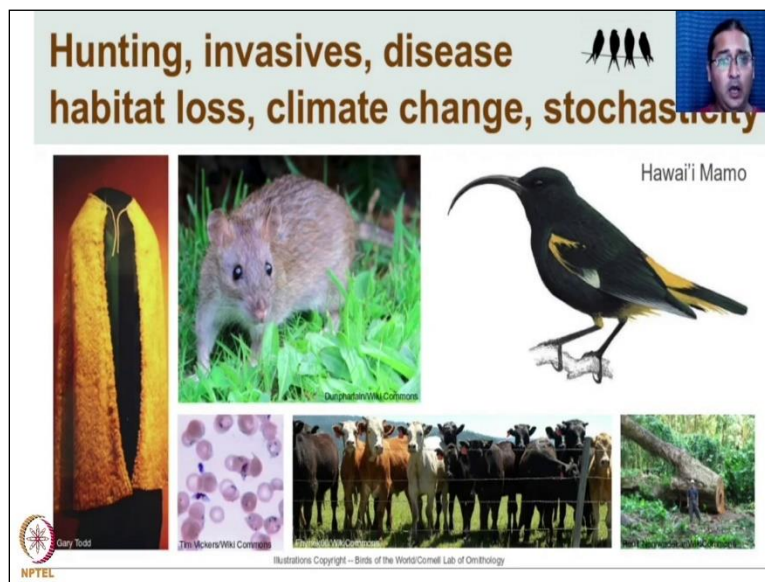 Hunting, invasives, disease
habitat loss, climate change, stochasticity
Hawai'i Mamo
Wiki Commons
Gary Todd
Tim Vickers/Wiki Commons
Illustrations Copyright -- Birds of the World/Cornell Lab of Ornithology
NPTEL